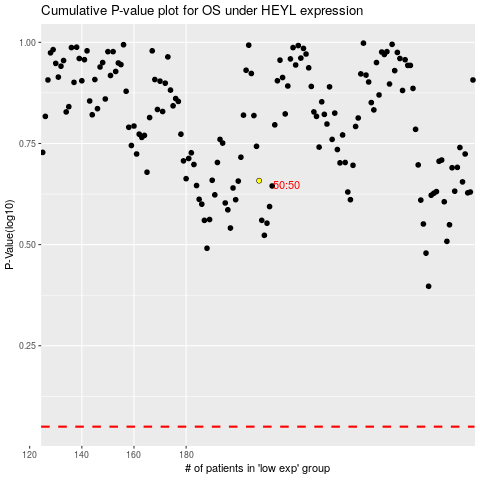 Cumulative P-value plot for OS under HEYL expression
1.00
0.75
0.50
0.25
P-Value(log10)
50:50
120 140 160 180
# of patients in 'low exp' group